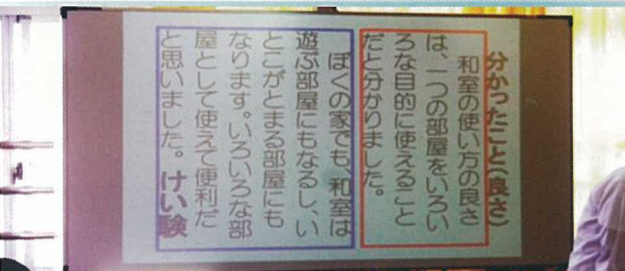 分かったこと(良さ)
和室の使い方の良さ
は、一つの部屋をいろい
ろな目的に使えること
だと分かりました。
ぼくの家でも、和室は
遊ぶ部屋にもなるし、い
とこがとまる部屋にも
なります。いろいろな部
屋として使えて便利だ
と思いました。けい験